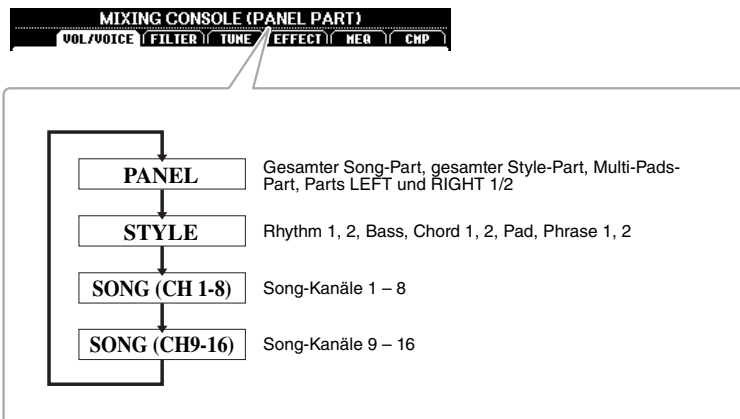 MIXING CONSOLE (PANEL PART)
VOL/VOICE FILTER TUNE EFFECT MEQ CMP
PANEL
Gesamter Song-Part, gesamter Style-Part, Multi-Pads-
Part, Parts LEFT und RIGHT 1/2
STYLE
Rhythm 1, 2, Bass, Chord 1, 2, Pad, Phrase 1, 2
SONG (CH 1-8)
Song-Kanäle 1 – 8
SONG (CH9-16)
Song-Kanäle 9 – 16